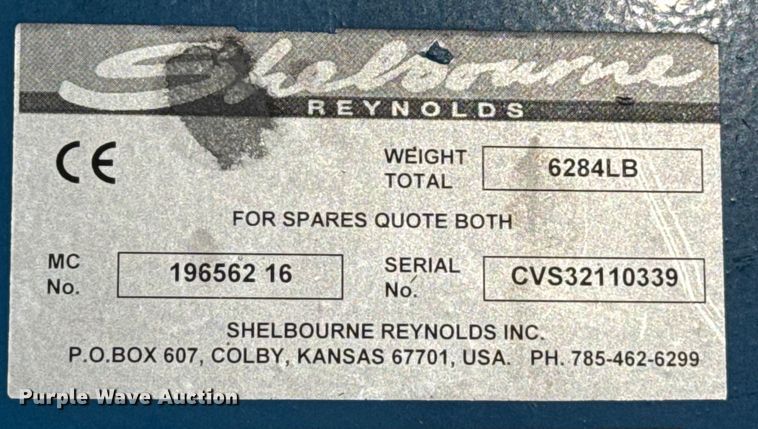 Shelbourne
REYNOLDS
CE
WEIGHT TOTAL 6284LB
FOR SPARES QUOTE BOTH
MC No. 196562 16
SERIAL No. CVS32110339
SHELBOURNE REYNOLDS INC.
P.O.BOX 607, COLBY, KANSAS 67701, USA. PH. 785-462-6299
Purple Wave Auction